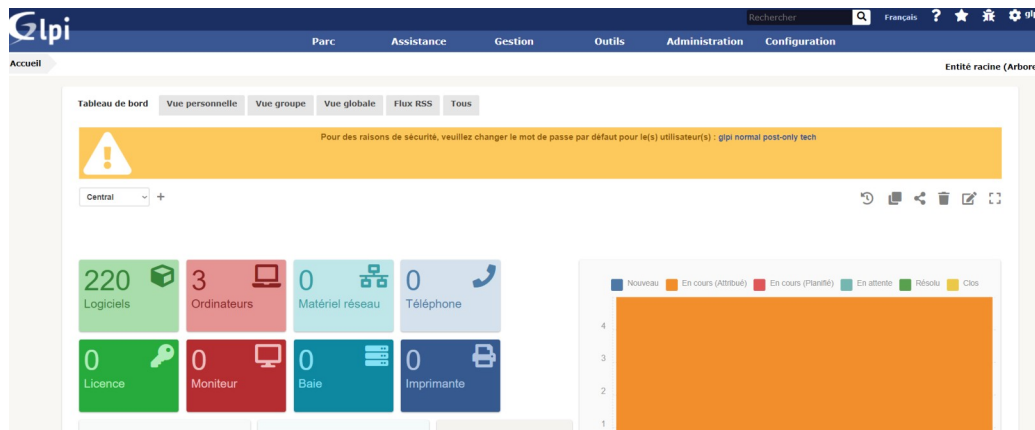 Glpi
Rechercher Français ? glp
Parc Assistance Gestion Outils Administration Configuration
Accueil
Entité racine (Arbore
Tableau de bord Vue personnelle Vue groupe Vue globale Flux RSS Tous
Pour des raisons de sécurité, veuillez changer le mot de passe par défaut pour le(s) utilisateur(s) : glpi normal post-only tech
Central +
220
Logiciels
3
Ordinateurs
0
Matériel réseau
0
Téléphone
0
Licence
0
Moniteur
0
Baie
0
Imprimante
Nouveau En cours (Attribué) En cours (Planifié) En attente Résolu Clos
4
3
2
1